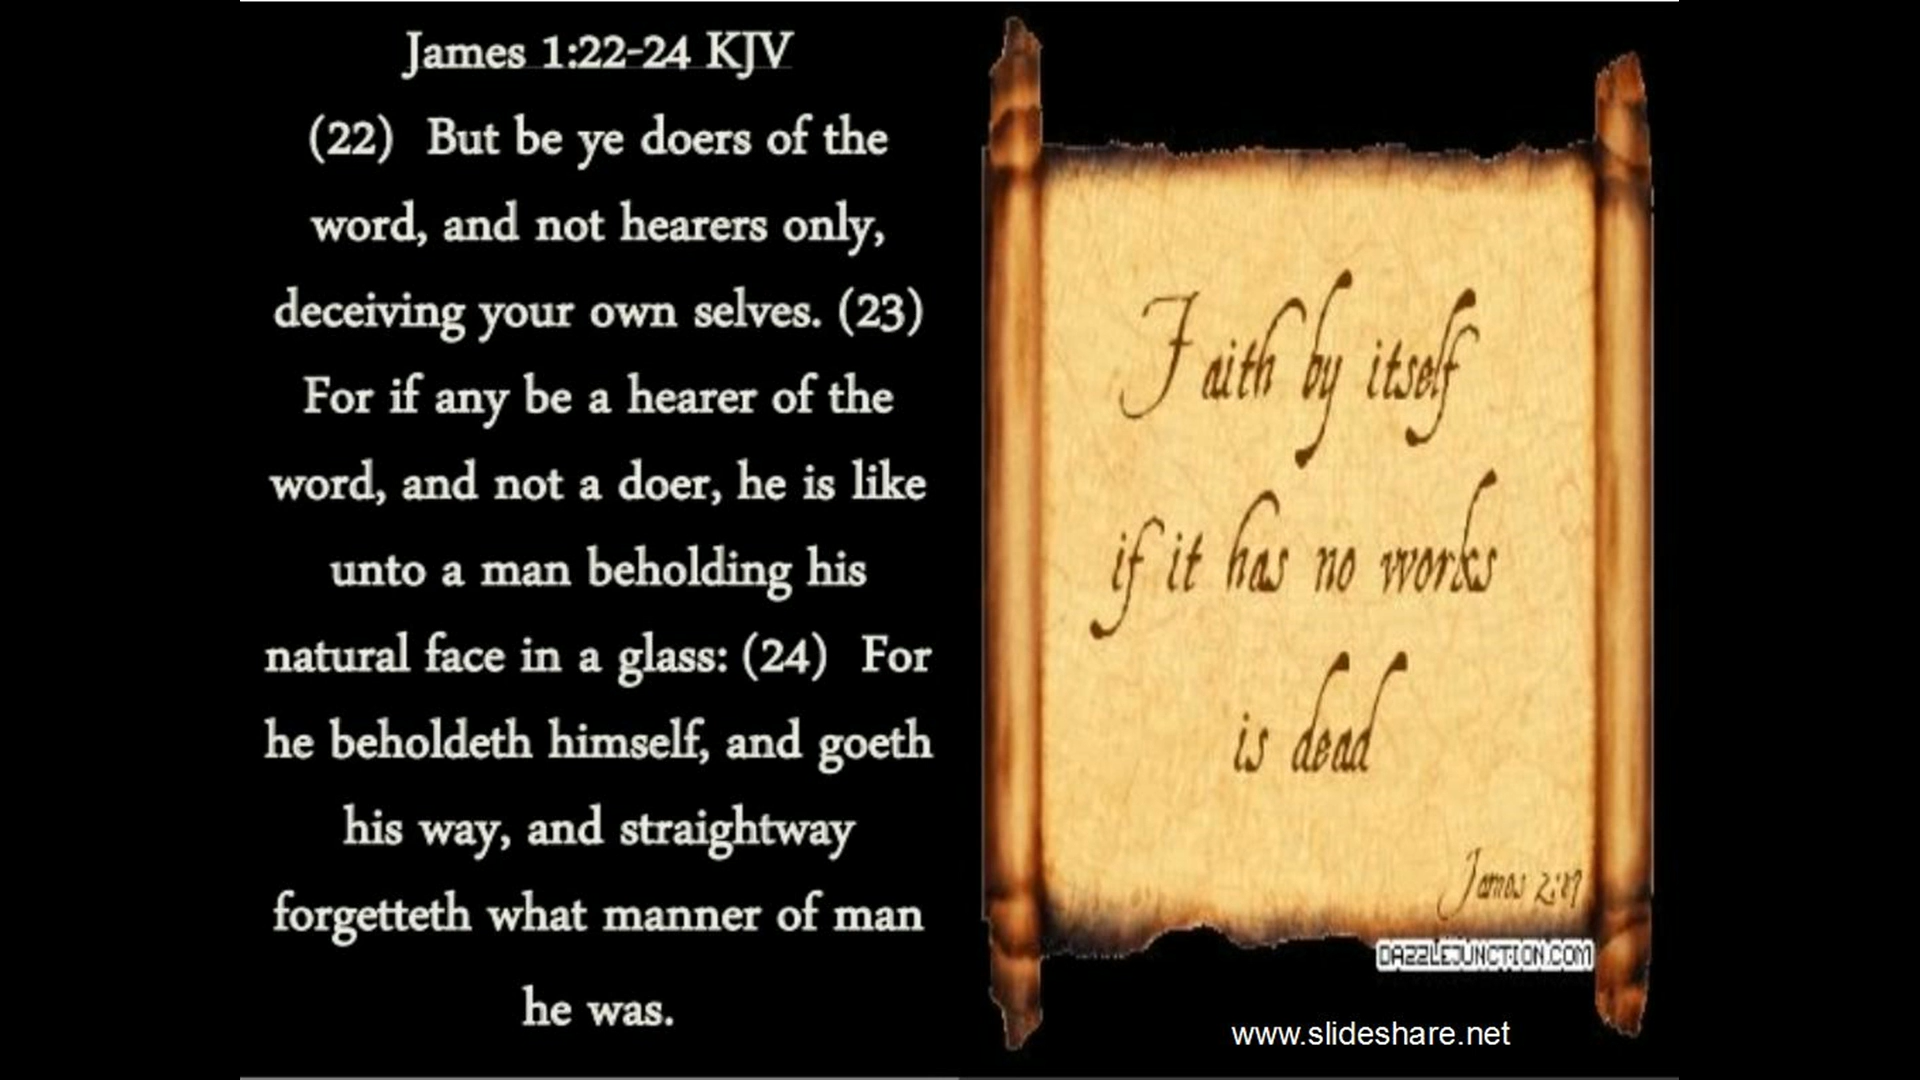 James 1:22-24 KJV
(22) But be ye doers of the
word, and not hearers only,
deceiving your own selves. (23)
For if any be a hearer of the
word, and not a doer, he is like
unto a man beholding his
natural face in a glass: (24) For
he beholdeth himself, and goeth
his way, and straightway
forgetteth what manner of man
he was.
Faith by itself
if it has no works
is dead
James
DAZZLEJUNCTION.COM
www.slideshare.net